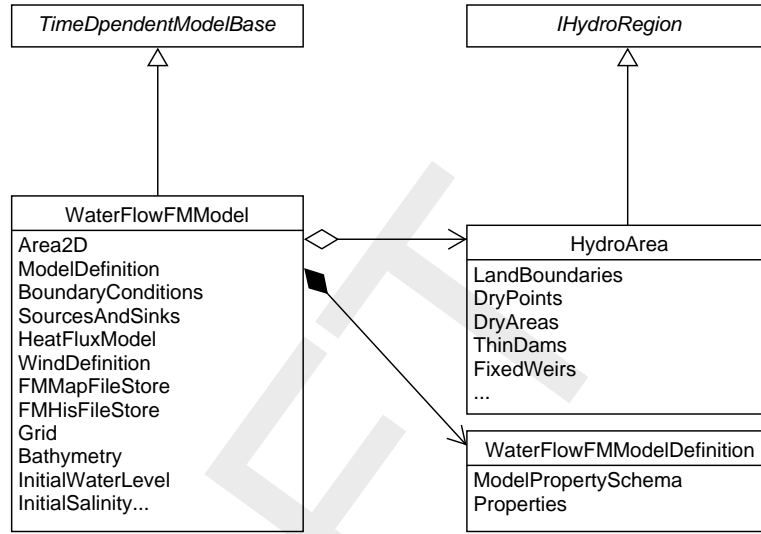 TimeDpendentModelBase
IHydroRegion
WaterFlowFMModel
Area2D
ModelDefinition
BoundaryConditions
SourcesAndSinks
HeatFluxModel
WindDefinition
FMMapFileStore
FMHisFileStore
Grid
Bathymetry
InitialWaterLevel
InitialSalinity...
HydroArea
LandBoundaries
DryPoints
DryAreas
ThinDams
FixedWeirs
...
WaterFlowFMModelDefinition
ModelPropertySchema
Properties